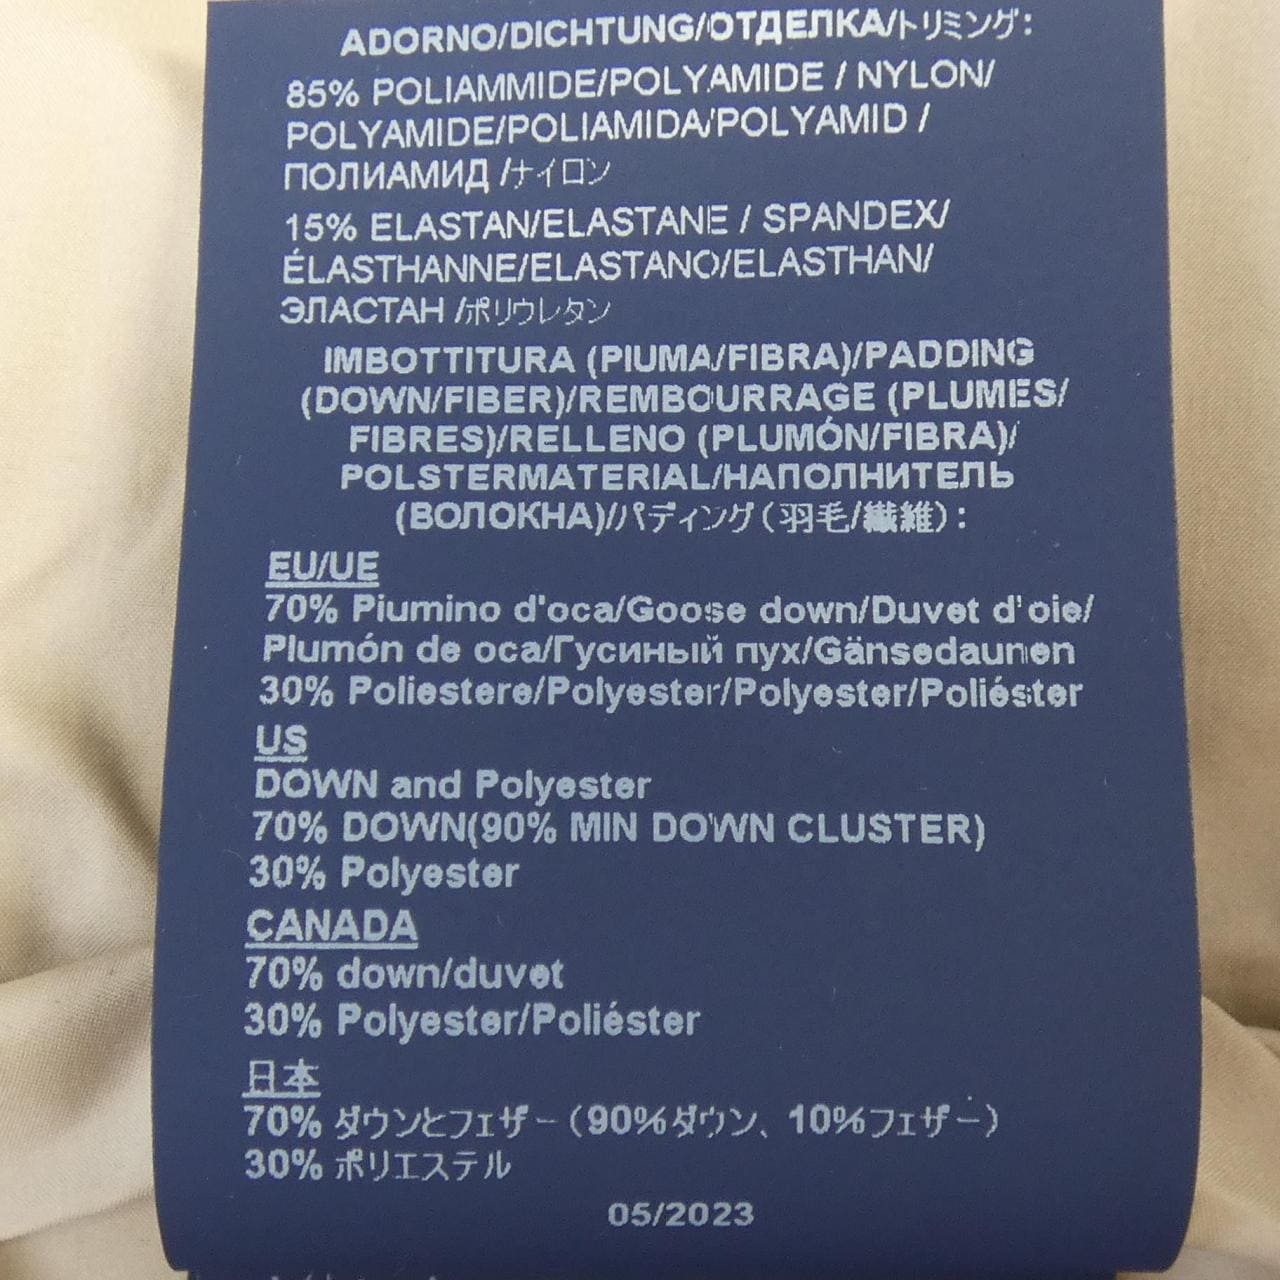 ADORNO/DICHTUNG/ОТДЕЛКА/トリミング:
85% POLIAMMIDE/POLYAMIDE / NYLON/
POLYAMIDE/POLIAMIDA/POLYAMID /
ПОЛИАМИД /ナイロン
15% ELASTAN/ELASTANE / SPANDEX/
ÉLASTHANNE/ELASTANO/ELASTHAN/
ЭЛАСТАН /ポリウレタン
IMBOTTITURA (PIUMA/FIBRA)/PADDING
(DOWN/FIBER)/REMBOURRAGE (PLUMES/
FIBRES)/RELLENO (PLUMÓN/FIBRA)/
POLSTERMATERIAL/НАПОЛНИТЕЛЬ
(ВОЛОКНА)/パディング(羽毛/繊維):
EU/UE
70% Piumino d'oca/Goose down/Duvet d'oie/
Plumón de oca/Гусиный пух/Gänsedaunen
30% Poliestere/Polyester/Polyester/Poliéster
US
DOWN and Polyester
70% DOWN(90% MIN DOWN CLUSTER)
30% Polyester
CANADA
70% down/duvet
30% Polyester/Poliéster
日本
70% ダウンとフェザー(90%ダウン、10%フェザー)
30% ポリエステル
05/2023